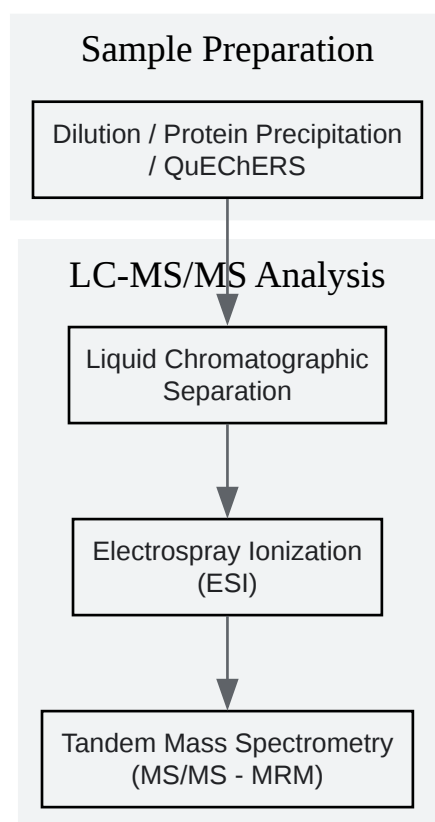 Sample Preparation
Dilution / Protein Precipitation
/ QuEChERS
LC-MS/MS Analysis
Liquid Chromatographic
Separation
Electrospray Ionization
(ESI)
Tandem Mass Spectrometry
(MS/MS - MRM)